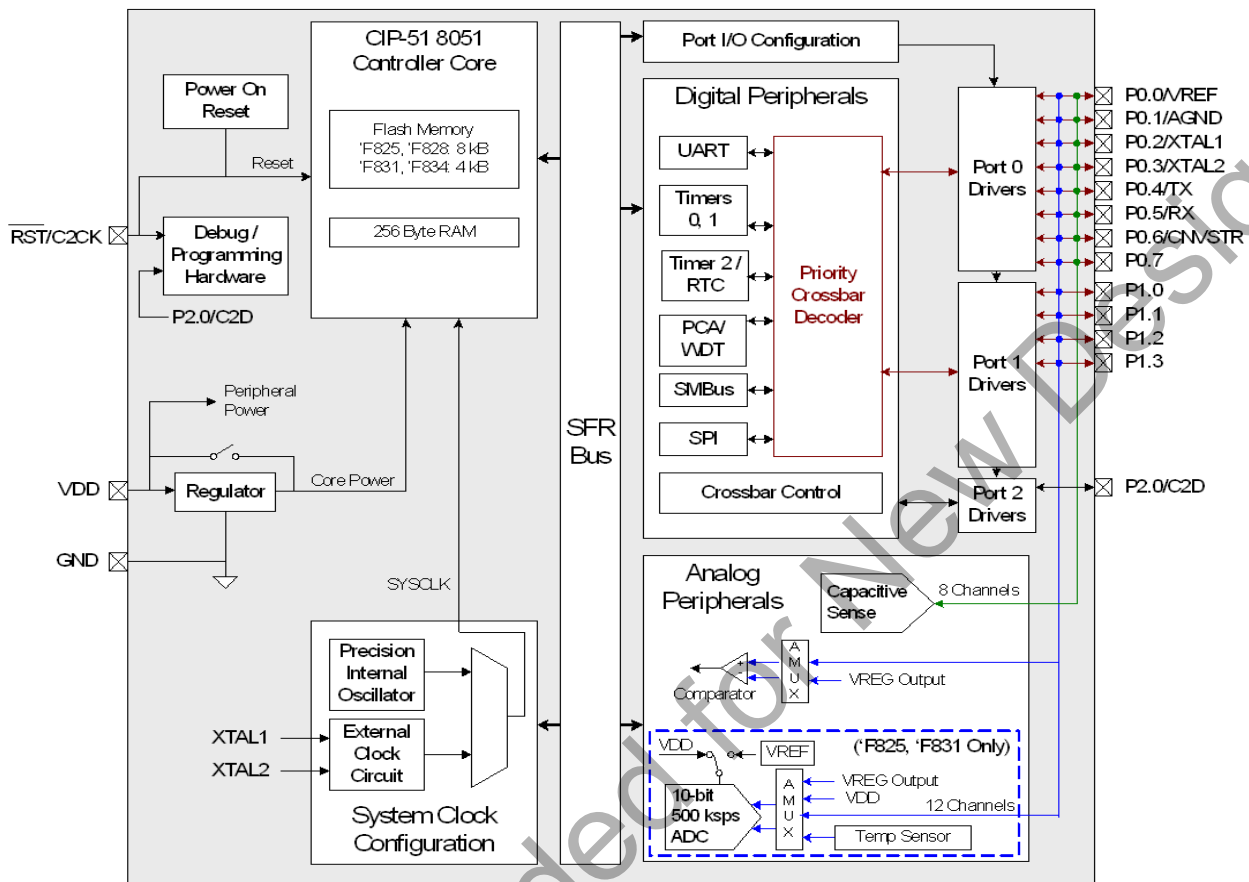 CIP-51 8051
Controller Core
Flash Memory
'F825, 'F828: 8 kB
'F831, 'F834: 4 kB
256 Byte RAM
Power On
Reset
Reset
RST/C2CK
Debug /
Programming
Hardware
P2.0/C2D
Peripheral
Power
VDD
Regulator
Core Power
GND
SYSCLK
Precision
Internal
Oscillator
XTAL1
XTAL2
External
Clock
Circuit
System Clock
Configuration
SFR
Bus
Port I/O Configuration
Digital Peripherals
UART
Timers
0, 1
Timer 2 /
RTC
PCA/
WDT
SMBus
SPI
Priority
Crossbar
Decoder
Crossbar Control
Port 0
Drivers
Port 1
Drivers
Port 2
Drivers
P0.0/VREF
P0.1/AGND
P0.2/XTAL1
P0.3/XTAL2
P0.4/TX
P0.5/RX
P0.6/CNVSTR
P0.7
P1.0
P1.1
P1.2
P1.3
P2.0/C2D
Analog
Peripherals
Capacitive
Sense
8 Channels
+
-
Comparator
AMUX
VREG Output
('F825, 'F831 Only)
VDD
VREF
10-bit
500 ksps
ADC
AMUX
VREG Output
VDD
12 Channels
Temp Sensor
ded for New Desig